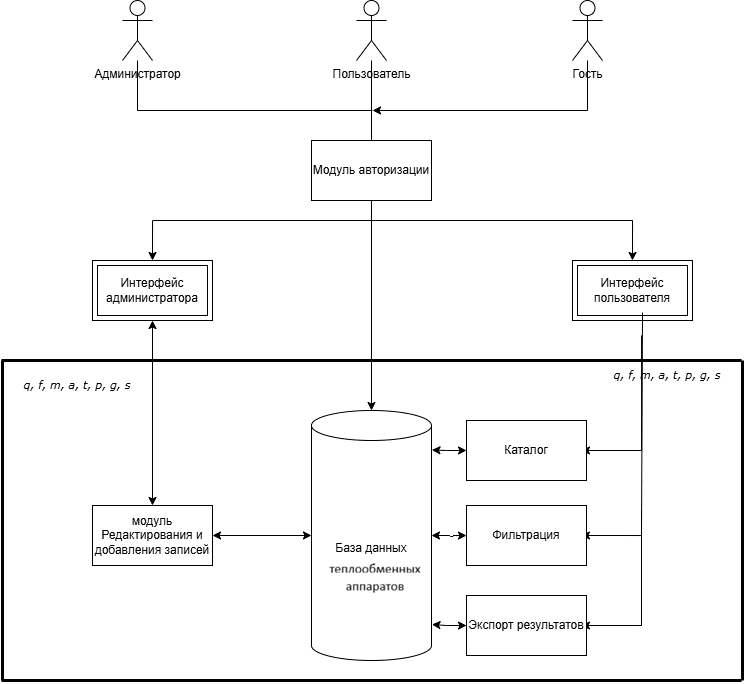 Администратор
Пользователь
Гость
Модуль авторизации
Интерфейс
администратора
Интерфейс
пользователя
q, f, m, a, t, p, g, s
q, f, m, a, t, p, g, s
Каталог
модуль
Редактирования и
добавления записей
База данных
теплообменных
аппаратов
Фильтрация
Экспорт результатов